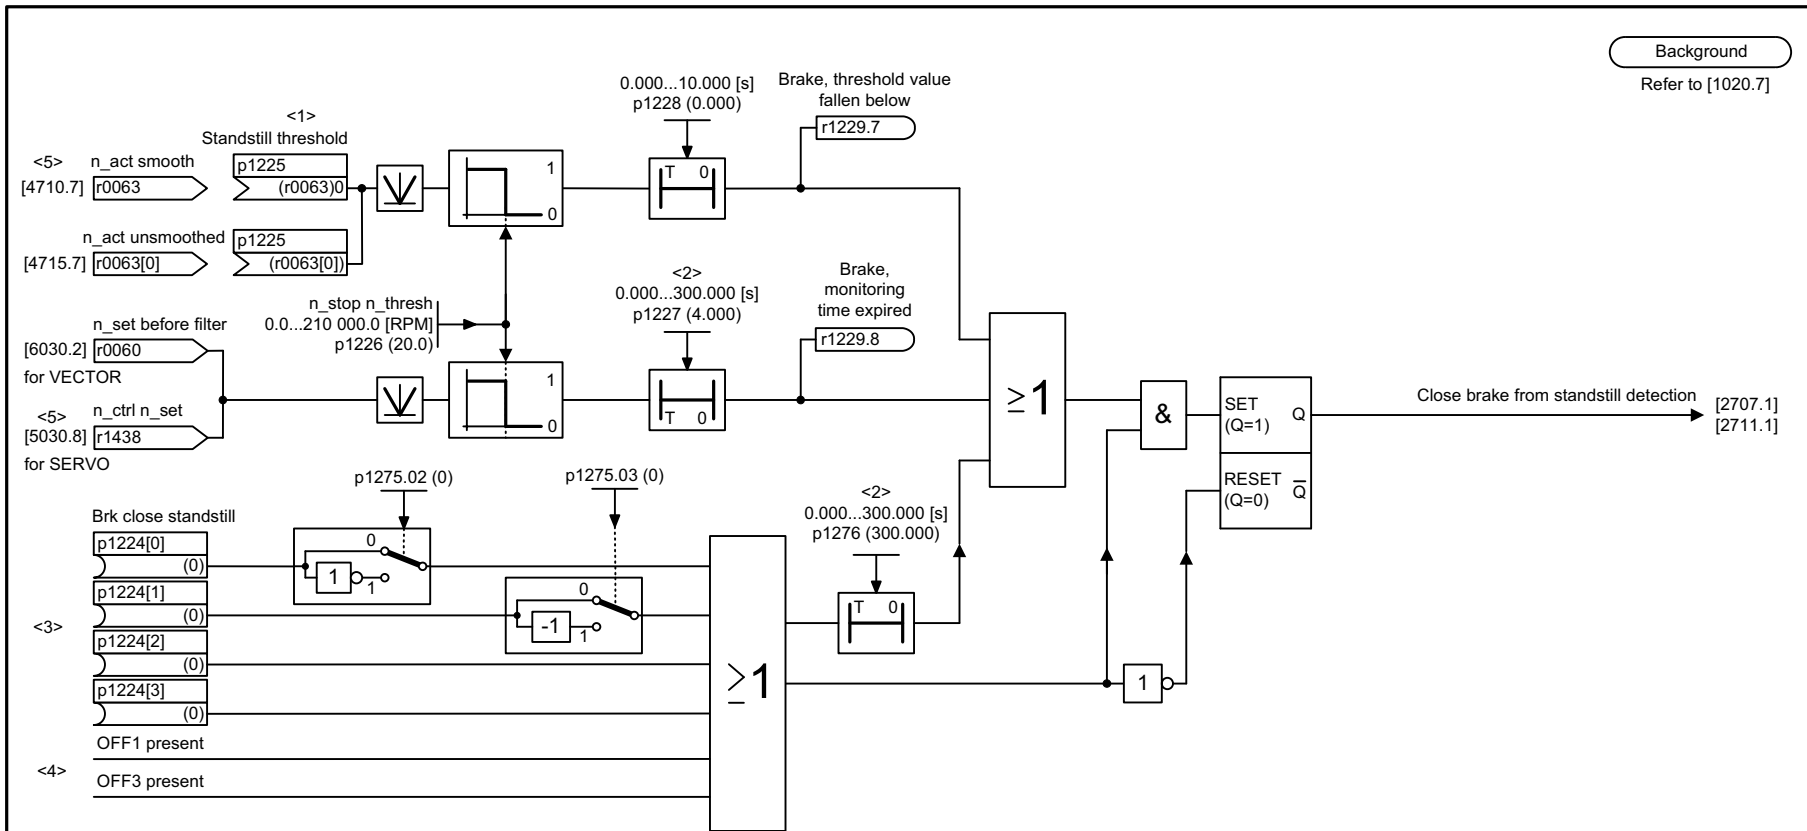 Background
Refer to [1020.7]
0.000...10.000 [s]
p1228 (0.000)
Brake, threshold value
fallen below
r1229.7
<1>
Standstill threshold
<5>
n_act smooth
[4710.7]
r0063
p1225
(r0063)0
1
0
T 0
n_act unsmoothed
[4715.7]
r0063[0]
p1225
(r0063[0])
n_stop n_thresh
0.0...210 000.0 [RPM]
p1226 (20.0)
<2>
0.000...300.000 [s]
p1227 (4.000)
Brake,
monitoring
time expired
r1229.8
n_set before filter
[6030.2]
r0060
for VECTOR
<5>
n_ctrl n_set
[5030.8]
r1438
for SERVO
1
0
T 0
≥1
&
SET
(Q=1)
Q
RESET
(Q=0)
Q̅
Close brake from standstill detection
[2707.1]
[2711.1]
p1275.02 (0)
p1275.03 (0)
<2>
0.000...300.000 [s]
p1276 (300.000)
Brk close standstill
p1224[0]
(0)
0
1
1
p1224[1]
(0)
0
-1
1
<3>
p1224[2]
(0)
p1224[3]
(0)
T 0
≥1
1
OFF1 present
<4>
OFF3 present